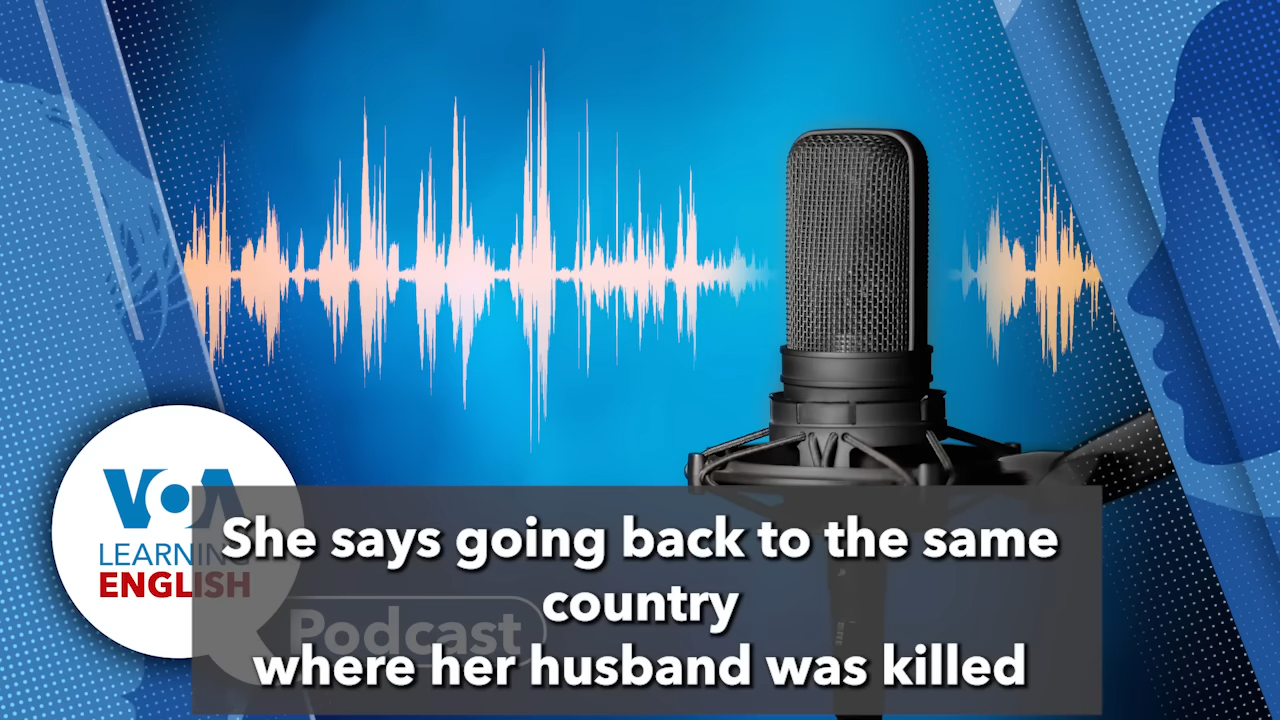 VOA
LEARNING
ENGLISH
Podcast
She says going back to the same
country
where her husband was killed